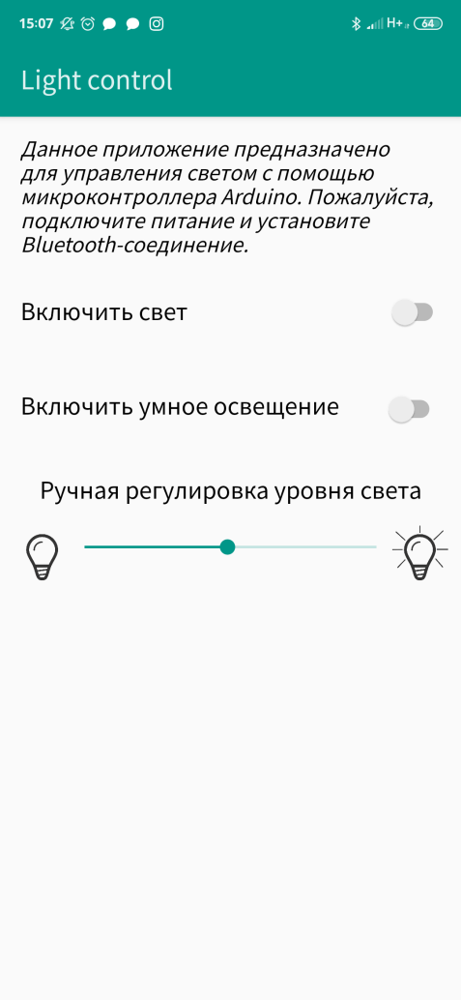 15:07 H+ 64
Light control
Данное приложение предназначено
для управления светом с помощью
микроконтроллера Arduino. Пожалуйста,
подключите питание и установите
Bluetooth-соединение.
Включить свет
Включить умное освещение
Ручная регулировка уровня света